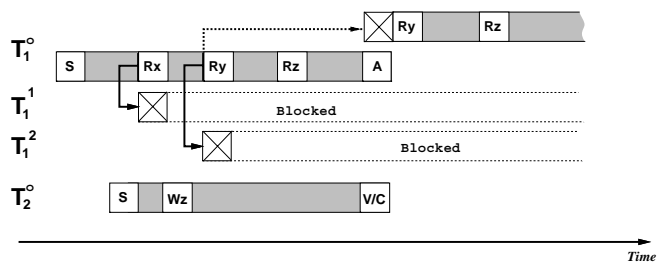 Ry Rz
T₁°
S Rx Ry Rz A
T₁¹
Blocked
T₁²
Blocked
T₂°
S Wz V/C
Time